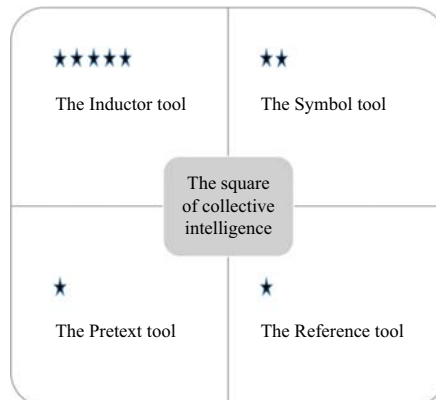 The Inductor tool
The Symbol tool
The square
of collective
intelligence
The Pretext tool
The Reference tool